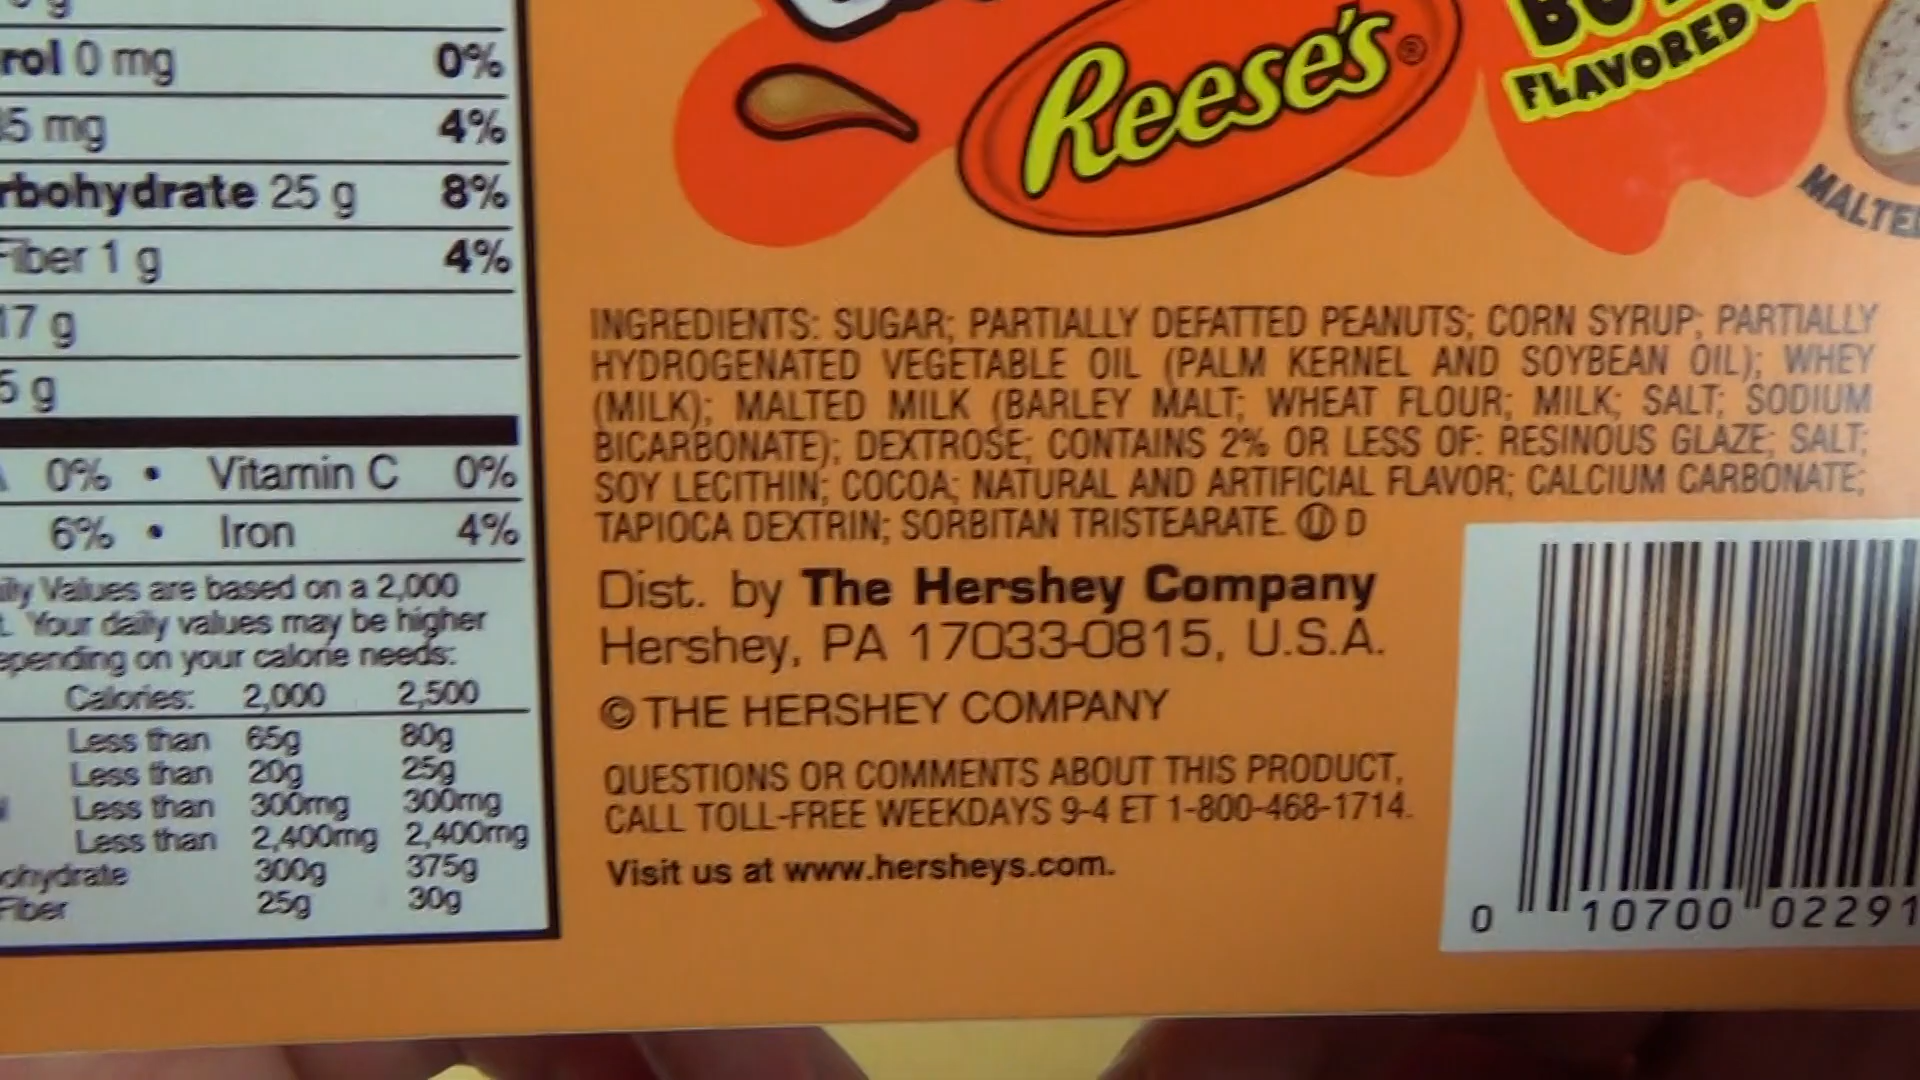 0 mg 0%
mg 4%
25 g 8%
Fiber 1 g 4%
17 g
5 g
0% • Vitamin C 0%
6% • Iron 4%
Values are based on a 2,000
Your daily values may be higher
on your calorie needs:
Calories: 2,000 2,500
Less than 65g 80g
Less than 20g 25g
Less than 300mg 300mg
Less than 2,400mg 2,400mg
300g 375g
Fiber 25g 30g
Reese's®
FLAVORED
INGREDIENTS: SUGAR; PARTIALLY DEFATTED PEANUTS; CORN SYRUP; PARTIALLY
HYDROGENATED VEGETABLE OIL (PALM KERNEL AND SOYBEAN OIL); WHEY
(MILK); MALTED MILK (BARLEY MALT; WHEAT FLOUR; MILK; SALT; SODIUM
BICARBONATE); DEXTROSE; CONTAINS 2% OR LESS OF: RESINOUS GLAZE; SALT;
SOY LECITHIN; COCOA; NATURAL AND ARTIFICIAL FLAVOR; CALCIUM CARBONATE;
TAPIOCA DEXTRIN; SORBITAN TRISTEARATE. Ⓤ D
Dist. by The Hershey Company
Hershey, PA 17033-0815, U.S.A.
© THE HERSHEY COMPANY
QUESTIONS OR COMMENTS ABOUT THIS PRODUCT,
CALL TOLL-FREE WEEKDAYS 9-4 ET 1-800-468-1714.
Visit us at www.hersheys.com.
0 10700 02291